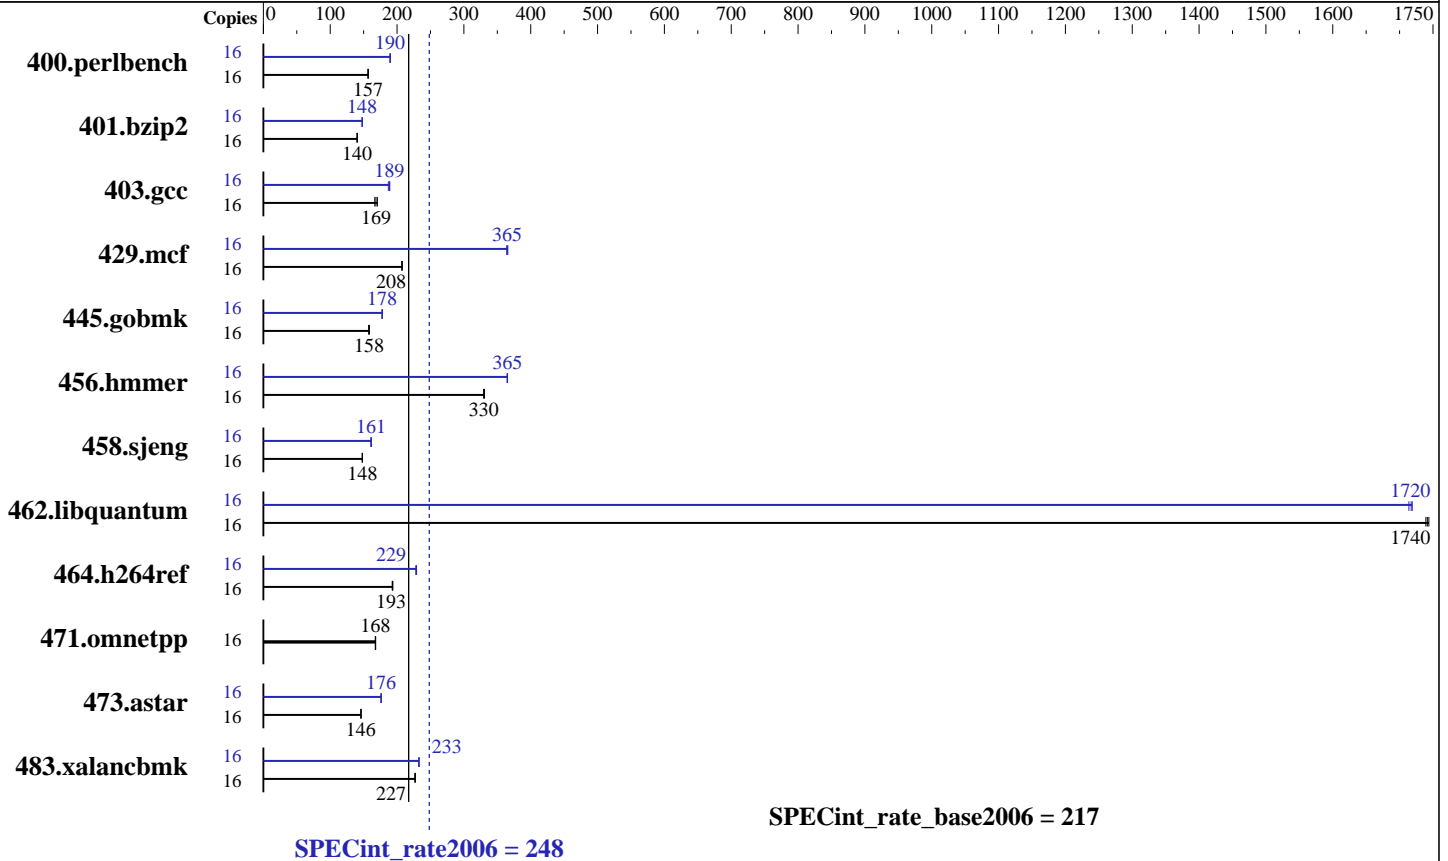 Copies 0 100 200 300 400 500 600 700 800 900 1000 1100 1200 1300 1400 1500 1600 1750
400.perlbench 16 190
16 157
401.bzip2 16 148
16 140
403.gcc 16 189
16 169
429.mcf 16 365
16 208
445.gobmk 16 178
16 158
456.hmmer 16 365
16 330
458.sjeng 16 161
16 148
462.libquantum 16 1720
16 1740
464.h264ref 16 229
16 193
471.omnetpp 16 168
473.astar 16 176
16 146
483.xalancbmk 16 233
16 227
SPECint_rate_base2006 = 217
SPECint_rate2006 = 248